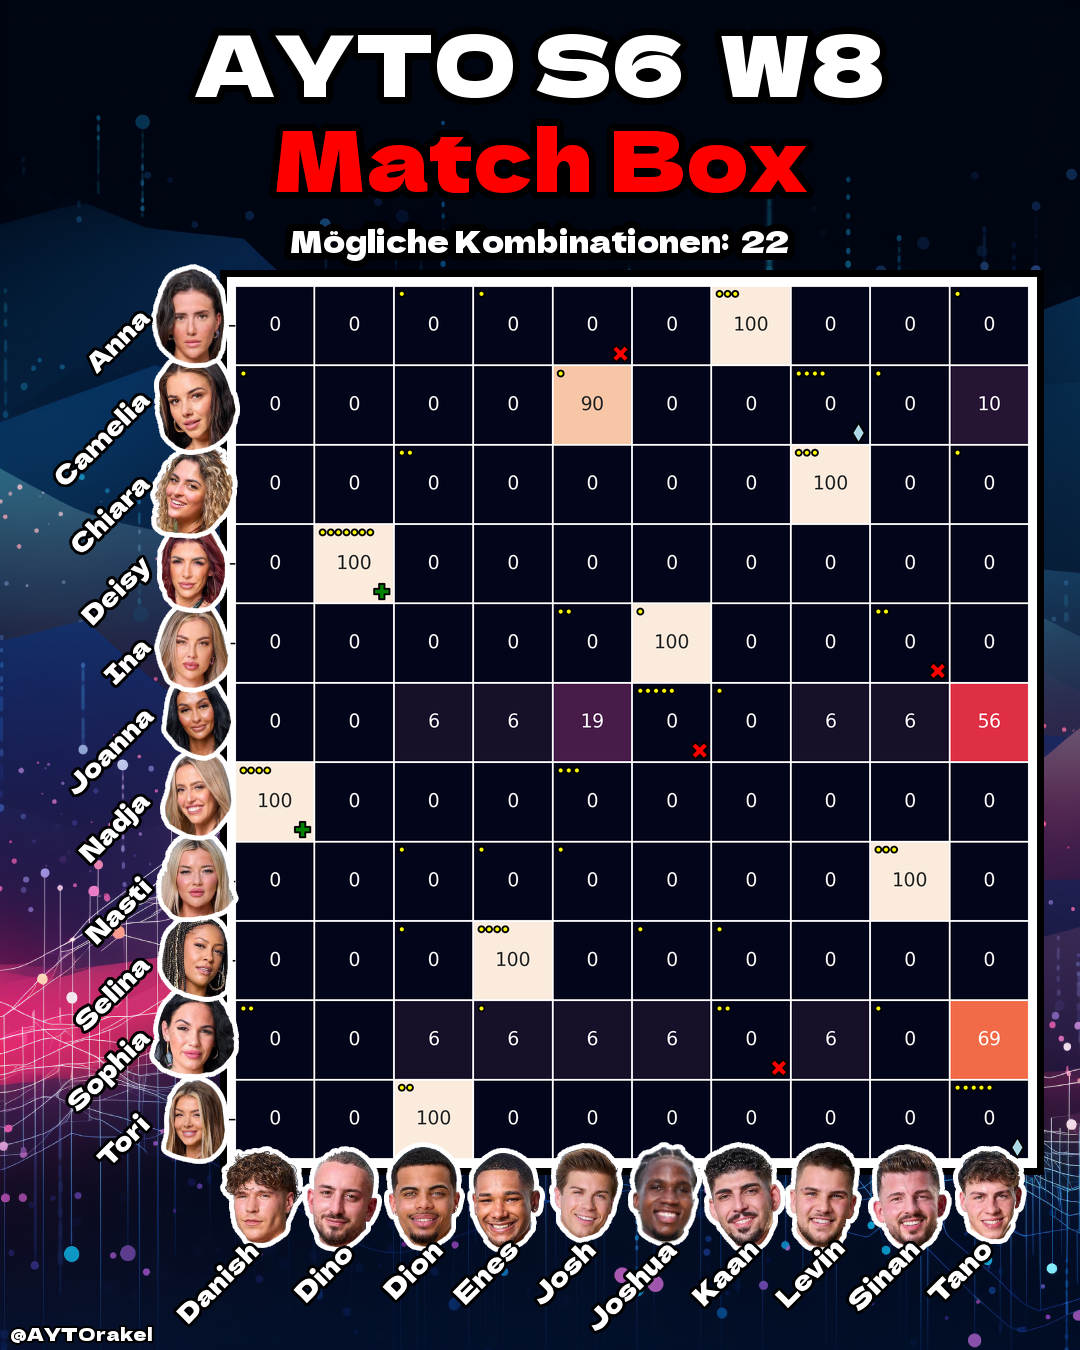 AYTO S6 W8
Match Box
Mögliche Kombinationen: 22
Anna 0 0 0 0 0 0 100 0 0 0
Camelia 0 0 0 0 90 0 0 0 0 10
Chiara 0 0 0 0 0 0 0 100 0 0
Deisy 0 100 0 0 0 0 0 0 0 0
Ina 0 0 0 0 0 100 0 0 0 0
Joanna 0 0 6 6 19 0 0 6 6 56
Nadja 100 0 0 0 0 0 0 0 0 0
Nasti 0 0 0 0 0 0 0 0 100 0
Selina 0 0 0 100 0 0 0 0 0 0
Sophia 0 0 6 6 6 6 0 6 0 69
Tori 0 0 100 0 0 0 0 0 0 0
Danish Dino Dion Enes Josh Joshua Kaan Levin Sinan Tano
@AYTOrakel